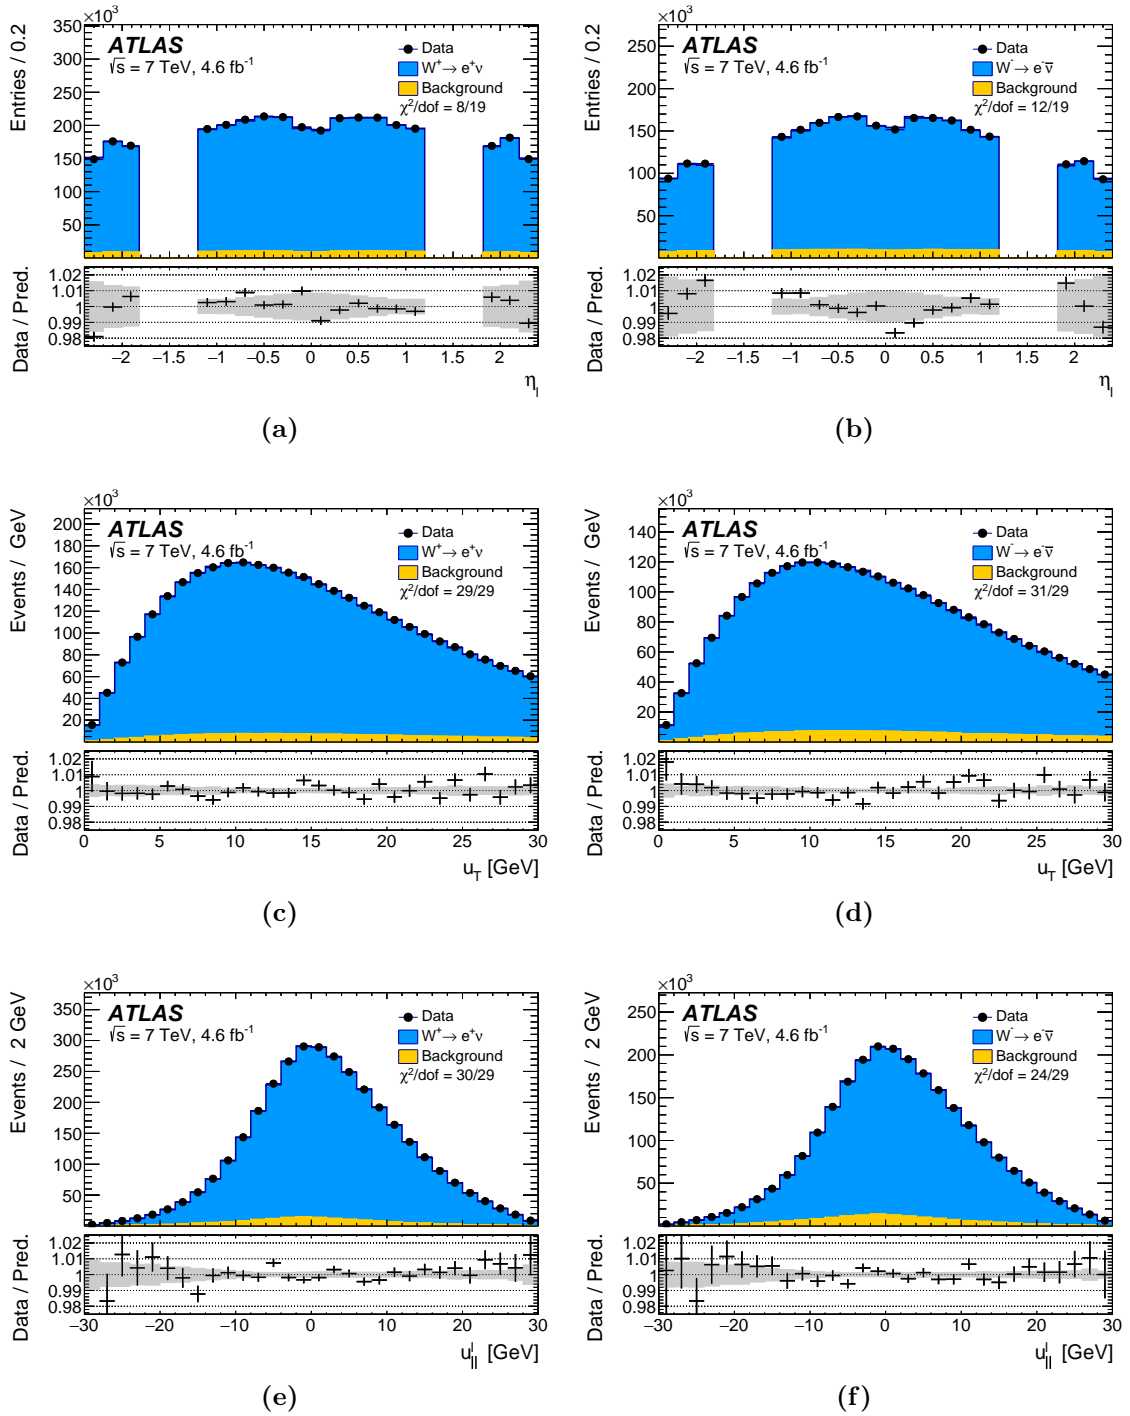 ×10³
Entries / 0.2
350
300
250
200
150
100
50
ATLAS
√s = 7 TeV, 4.6 fb⁻¹
Data
W⁺→ e⁺ν
Background
χ²/dof = 8/19
Data / Pred.
1.02
1.01
1
0.99
0.98
−2 −1.5 −1 −0.5 0 0.5 1 1.5 2
η_l
(a)
×10³
Entries / 0.2
250
200
150
100
50
ATLAS
√s = 7 TeV, 4.6 fb⁻¹
Data
W⁻→ e⁻ν̅
Background
χ²/dof = 12/19
Data / Pred.
1.02
1.01
1
0.99
0.98
−2 −1.5 −1 −0.5 0 0.5 1 1.5 2
η_l
(b)
×10³
Events / GeV
200
180
160
140
120
100
80
60
40
20
ATLAS
√s = 7 TeV, 4.6 fb⁻¹
Data
W⁺→ e⁺ν
Background
χ²/dof = 29/29
Data / Pred.
1.02
1.01
1
0.99
0.98
0 5 10 15 20 25 30
u_T [GeV]
(c)
×10³
Events / GeV
140
120
100
80
60
40
20
ATLAS
√s = 7 TeV, 4.6 fb⁻¹
Data
W⁻→ e⁻ν̅
Background
χ²/dof = 31/29
Data / Pred.
1.02
1.01
1
0.99
0.98
0 5 10 15 20 25 30
u_T [GeV]
(d)
×10³
Events / 2 GeV
350
300
250
200
150
100
50
ATLAS
√s = 7 TeV, 4.6 fb⁻¹
Data
W⁺→ e⁺ν
Background
χ²/dof = 30/29
Data / Pred.
1.02
1.01
1
0.99
0.98
−30 −20 −10 0 10 20 30
u_||^l [GeV]
(e)
×10³
Events / 2 GeV
250
200
150
100
50
ATLAS
√s = 7 TeV, 4.6 fb⁻¹
Data
W⁻→ e⁻ν̅
Background
χ²/dof = 24/29
Data / Pred.
1.02
1.01
1
0.99
0.98
−30 −20 −10 0 10 20 30
u_||^l [GeV]
(f)